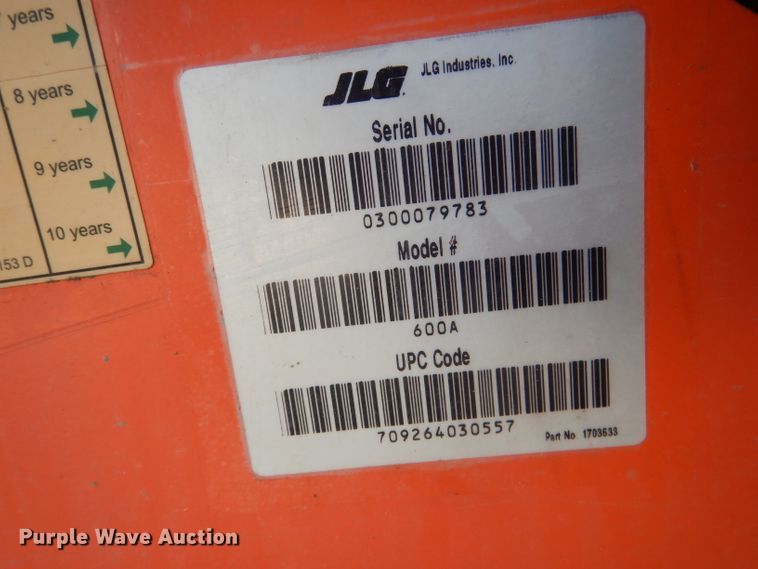 years
8 years
9 years
10 years
153 D
JLG
JLG Industries, Inc.
Serial No.
0300079783
Model #
600A
UPC Code
709264030557
Part No. 1703633
Purple Wave Auction